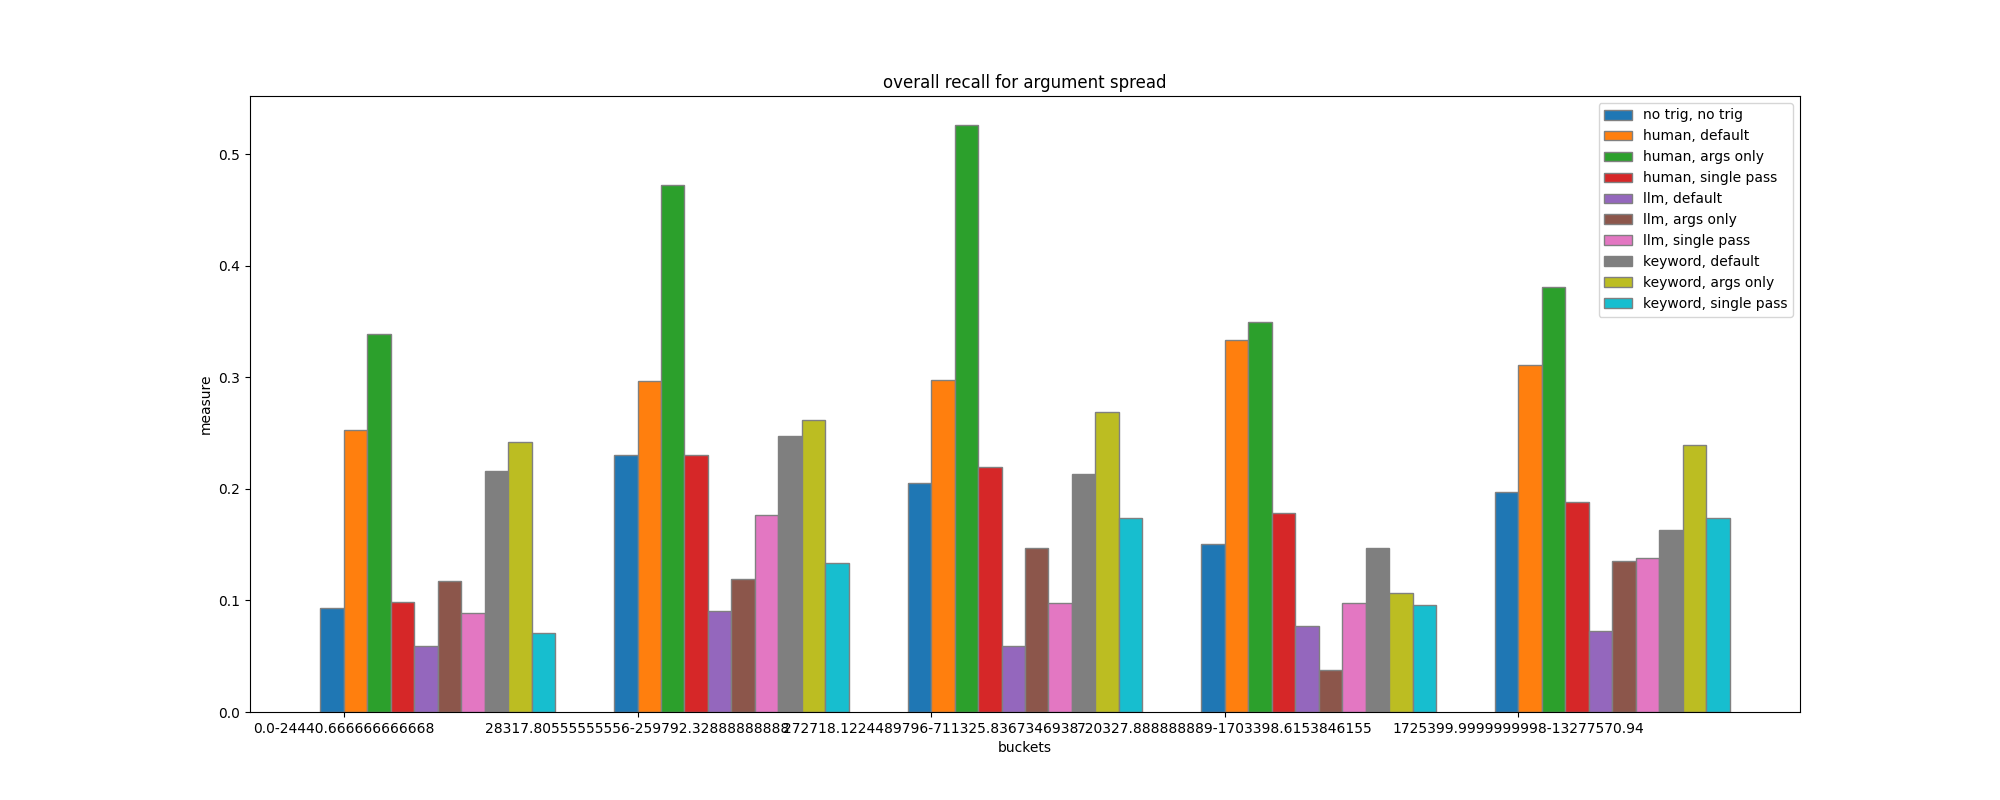 overall recall for argument spread
no trig, no trig
human, default
human, args only
human, single pass
llm, default
llm, args only
llm, single pass
keyword, default
keyword, args only
keyword, single pass
0.5
0.4
0.3
0.2
0.1
0.0
measure
0.0-24440.666666666668
28317.80555555556-259792.3288888888
272718.1224489796-711325.8367346938
720327.888888889-1703398.6153846155
1725399.9999999998-13277570.94
buckets